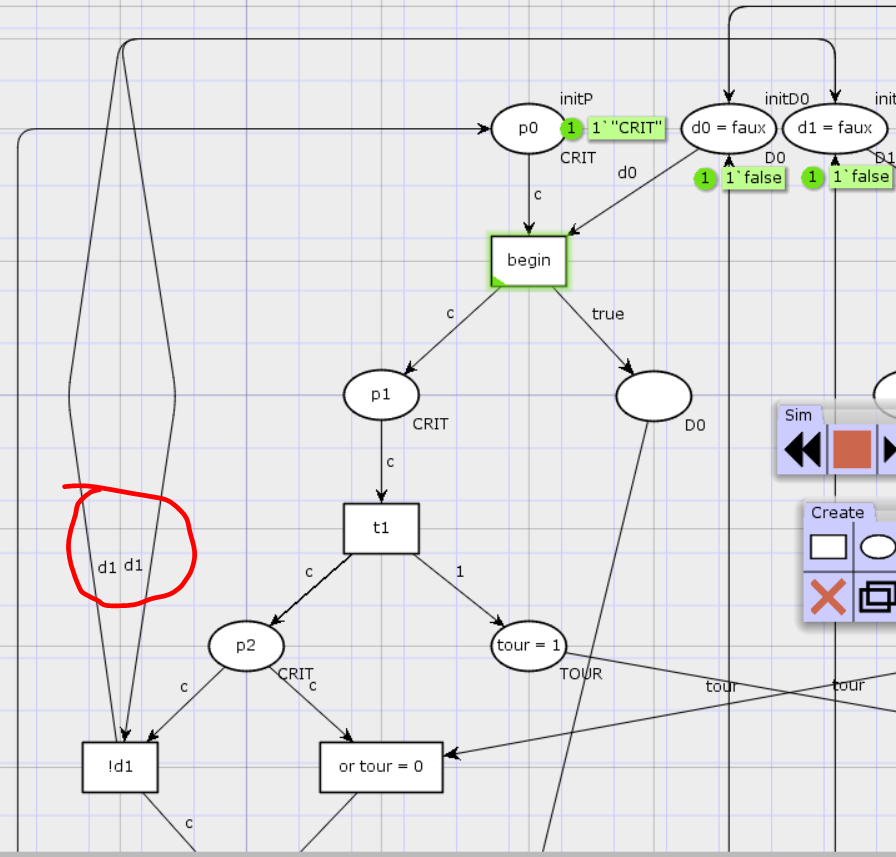 initP
initD0
init
p0
1
1`"CRIT"
d0 = faux
d1 = faux
CRIT
D0
D1
d0
1
1`false
1
1`false
c
begin
c
true
p1
CRIT
D0
Sim
c
Create
t1
d1
d1
c
1
p2
tour = 1
CRIT
TOUR
c
c
tour
tour
!d1
or tour = 0
c